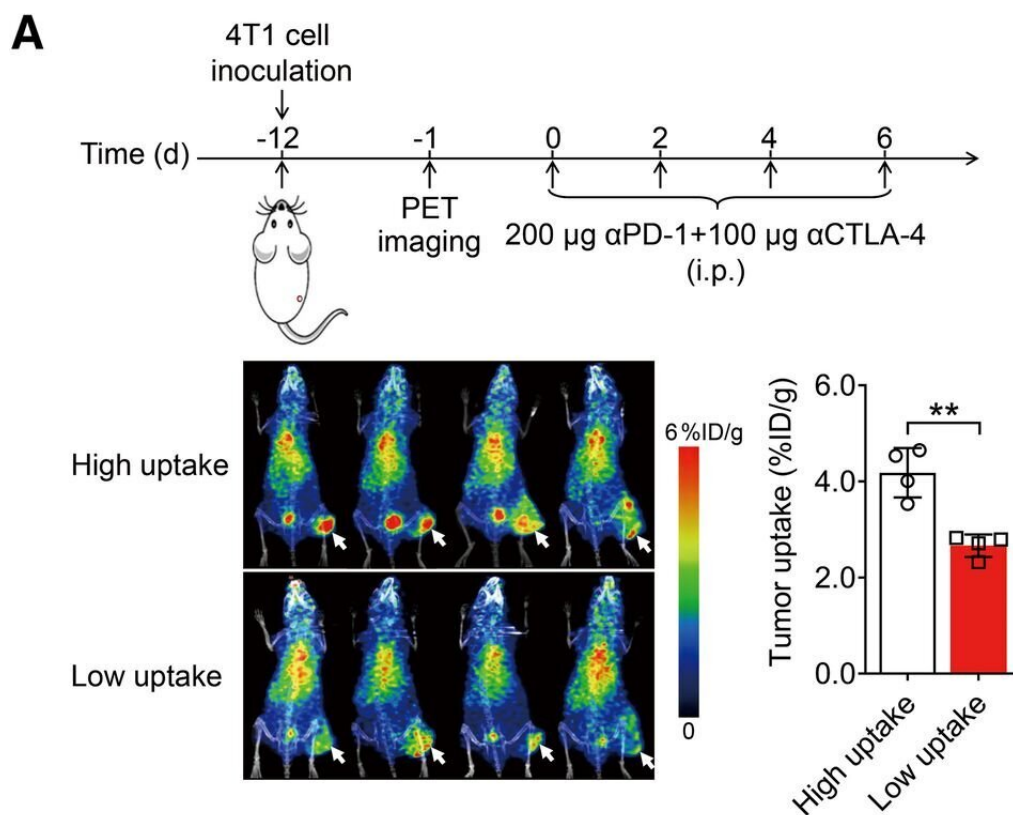 A
4T1 cell
inoculation
Time (d)
-12
-1
0
2
4
6
PET
imaging
200 µg αPD-1+100 µg αCTLA-4
(i.p.)
High uptake
Low uptake
6 %ID/g
0
Tumor uptake (%ID/g)
6.0
4.0
2.0
0.0
**
High uptake
Low uptake